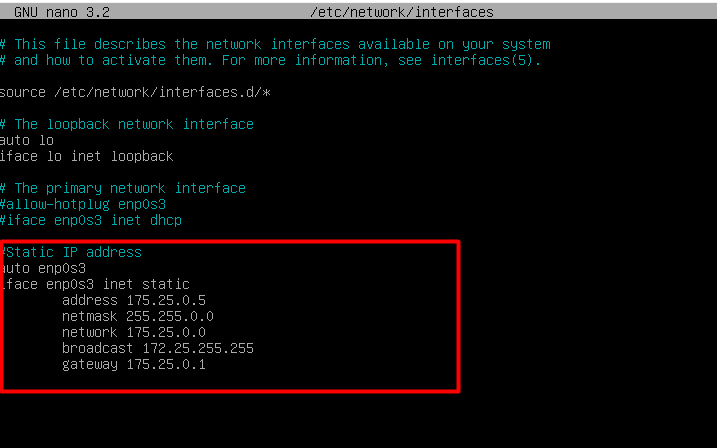 GNU nano 3.2 /etc/network/interfaces
# This file describes the network interfaces available on your system
# and how to activate them. For more information, see interfaces(5).
source /etc/network/interfaces.d/*
# The loopback network interface
auto lo
iface lo inet loopback
# The primary network interface
#allow-hotplug enp0s3
#iface enp0s3 inet dhcp
#Static IP address
auto enp0s3
iface enp0s3 inet static
address 175.25.0.5
netmask 255.255.0.0
network 175.25.0.0
broadcast 172.25.255.255
gateway 175.25.0.1